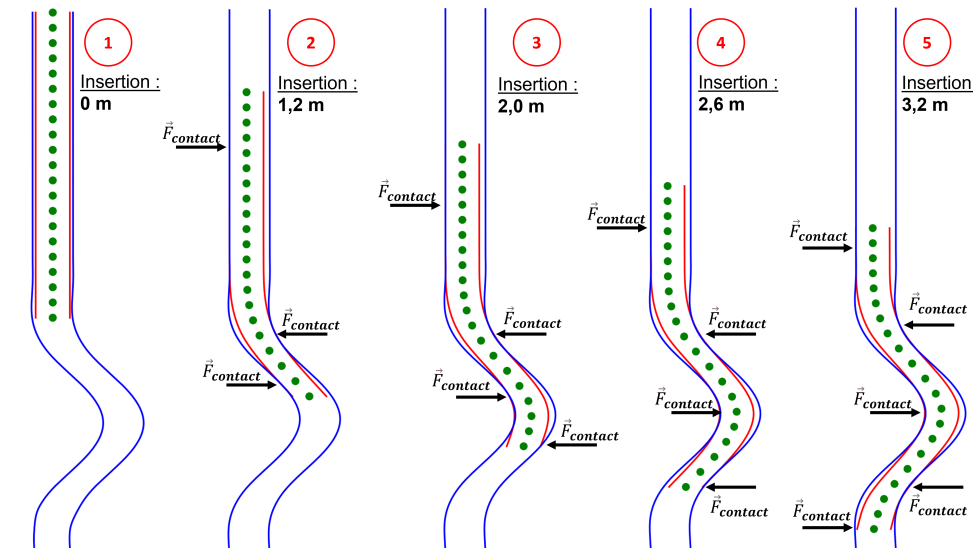 1
Insertion :
0 m
2
Insertion :
1,2 m
F⃗contact
F⃗contact
F⃗contact
3
Insertion :
2,0 m
F⃗contact
F⃗contact
F⃗contact
F⃗contact
4
Insertion :
2,6 m
F⃗contact
F⃗contact
F⃗contact
F⃗contact
5
Insertion
3,2 m
F⃗contact
F⃗contact
F⃗contact
F⃗contact
F⃗contact